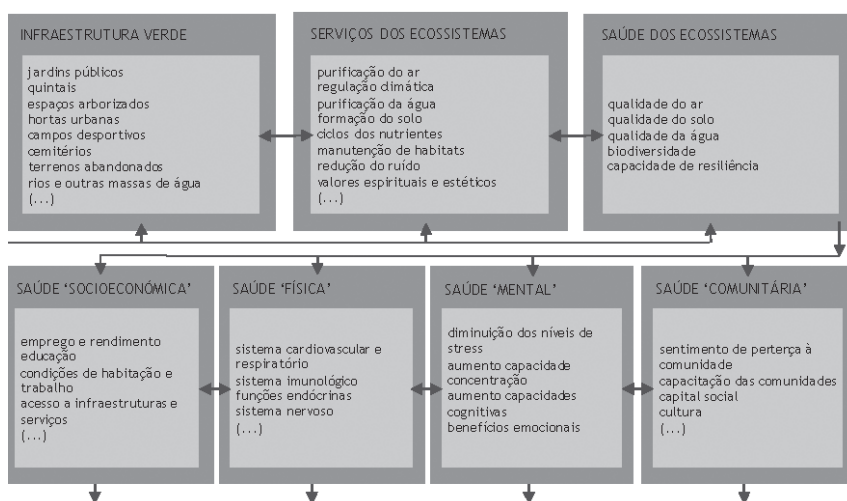 INFRAESTRUTURA VERDE
jardins públicos
quintais
espaços arborizados
hortas urbanas
campos desportivos
cemitérios
terrenos abandonados
rios e outras massas de água
(...)
SERVIÇOS DOS ECOSSISTEMAS
purificação do ar
regulação climática
purificação da água
formação do solo
ciclos dos nutrientes
manutenção de habitats
redução do ruído
valores espirituais e estéticos
(...)
SAÚDE DOS ECOSSISTEMAS
qualidade do ar
qualidade do solo
qualidade da água
biodiversidade
capacidade de resiliência
SAÚDE ‘SOCIOECONÓMICA’
emprego e rendimento
educação
condições de habitação e
trabalho
acesso a infraestruturas e
serviços
(...)
SAÚDE ‘FÍSICA’
sistema cardiovascular e
respiratório
sistema imunológico
funções endócrinas
sistema nervoso
(...)
SAÚDE ‘MENTAL’
diminuição dos níveis de
stress
aumento capacidade
concentração
aumento capacidades
cognitivas
benefícios emocionais
SAÚDE ‘COMUNITÁRIA’
sentimento de pertença à
comunidade
capacitação das comunidades
capital social
cultura
(...)